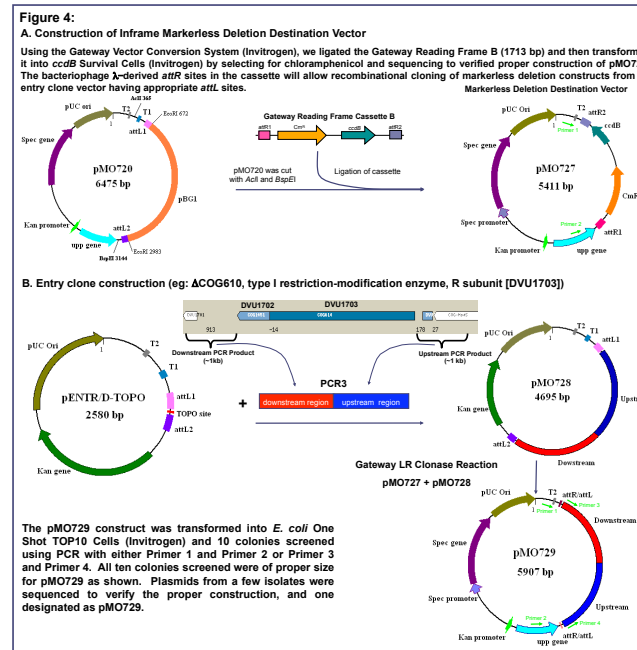 Figure 4:
A. Construction of Inframe Markerless Deletion Destination Vector
Using the Gateway Vector Conversion System (Invitrogen), we ligated the Gateway Reading Frame B (1713 bp) and then transform
it into ccdB Survival Cells (Invitrogen) by selecting for chloramphenicol and sequencing to verified proper construction of pMO72
The bacteriophage λ-derived attR sites in the cassette will allow recombinational cloning of markerless deletion constructs from
entry clone vector having appropriate attL sites.
Markerless Deletion Destination Vector
AclI 365
pUC ori
1
T2
T1
attL1
EcoRI 672
Spec gene
pMO720
6475 bp
pBG1
Kan promoter
attL2
EcoRI 2983
upp gene
BspEI 3144
Gateway Reading Frame Cassette B
attR1
CmR
ccdB
attR2
pMO720 was cut
with AclI and BspEI
Ligation of cassette
pUC ori
1
T2
T1
Primer 1
attR2
ccdB
Spec gene
pMO727
5411 bp
CmR
Spec promoter
Primer 2
attR1
Kan promoter
upp gene
B. Entry clone construction (eg: ΔCOG610, type I restriction-modification enzyme, R subunit [DVU1703])
DVU1702
DVU1703
913
-14
178
27
Downstream PCR Product
(~1kb)
Upstream PCR Product
(~1 kb)
pUC Ori
1
T2
T1
attL1
TOPO site
attL2
pENTR/D-TOPO
2580 bp
Kan gene
+
PCR3
downstream region
upstream region
pUC Ori
1
T2
T1
attL1
pMO728
4695 bp
Upstre
Kan gene
attL2
Dowstream
Gateway LR Clonase Reaction
pMO727 + pMO728
The pMO729 construct was transformed into E. coli One
Shot TOP10 Cells (Invitrogen) and 10 colonies screened
using PCR with either Primer 1 and Primer 2 or Primer 3
and Primer 4. All ten colonies screened were of proper size
for pMO729 as shown. Plasmids from a few isolates were
sequenced to verify the proper construction, and one
designated as pMO729.
pUC Ori
1
T2
attR/attL
Primer 1
Primer 3
Downstream
Spec gene
pMO729
5907 bp
Spec promoter
Upstream
Primer 2
Primer 4
Kan promoter
upp gene
attR/attL